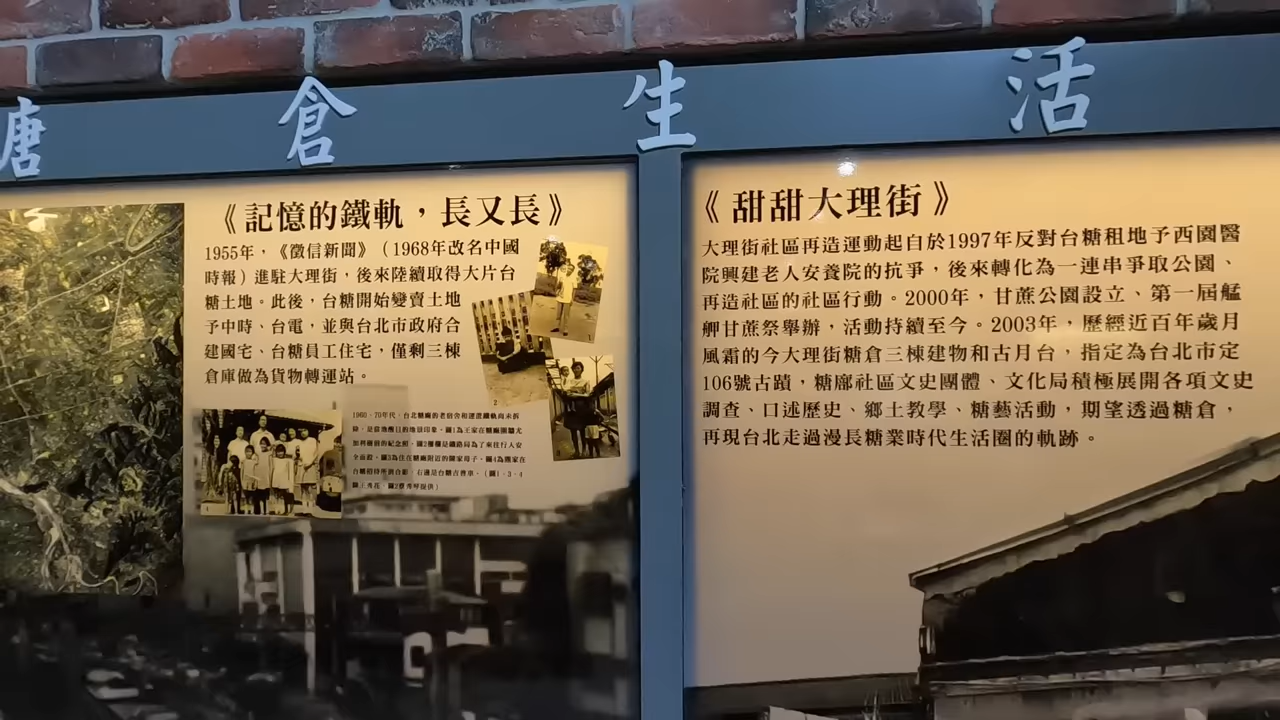 倉生活
《記憶的鐵軌，長又長》
1955年，《徵信新聞》（1968年改名中國
時報）進駐大理街，後來陸續取得大片台
糖土地。此後，台糖開始變賣土地
予中時、台電，並與台北市政府合
建國宅、台糖員工住宅，僅剩三棟
倉庫做為貨物轉運站。
2
《甜甜大理街》
大理街社區再造運動起自於1997年反對台糖租地予西園醫
院興建老人安養院的抗爭，後來轉化為一連串爭取公園、
再造社區的社區行動。2000年，甘蔗公園設立、第一屆艋
舺甘蔗祭舉辦，活動持續至今。2003年，歷經近百年歲月
風霜的今大理街糖倉三棟建物和古月台，指定為台北市定
106號古蹟，糖廍社區文史團體、文化局積極展開各項文史
調查、口述歷史、鄉土教學、糖藝活動，期望透過糖倉，
再現台北走過漫長糖業時代生活圈的軌跡。